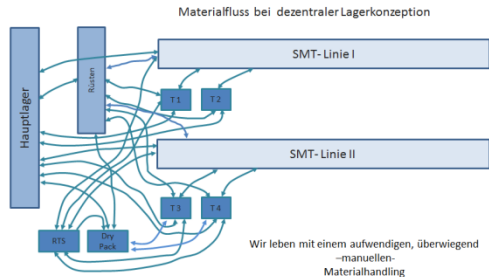 Materialfluss bei dezentraler Lagerkonzeption
SMT- Linie I
Hauptlager
Rüsten
T 1
T 2
SMT- Linie II
T 3
T 4
RTS
Dry
Pack
Wir leben mit einem aufwendigen, überwiegend
–manuellen-
Materialhandling